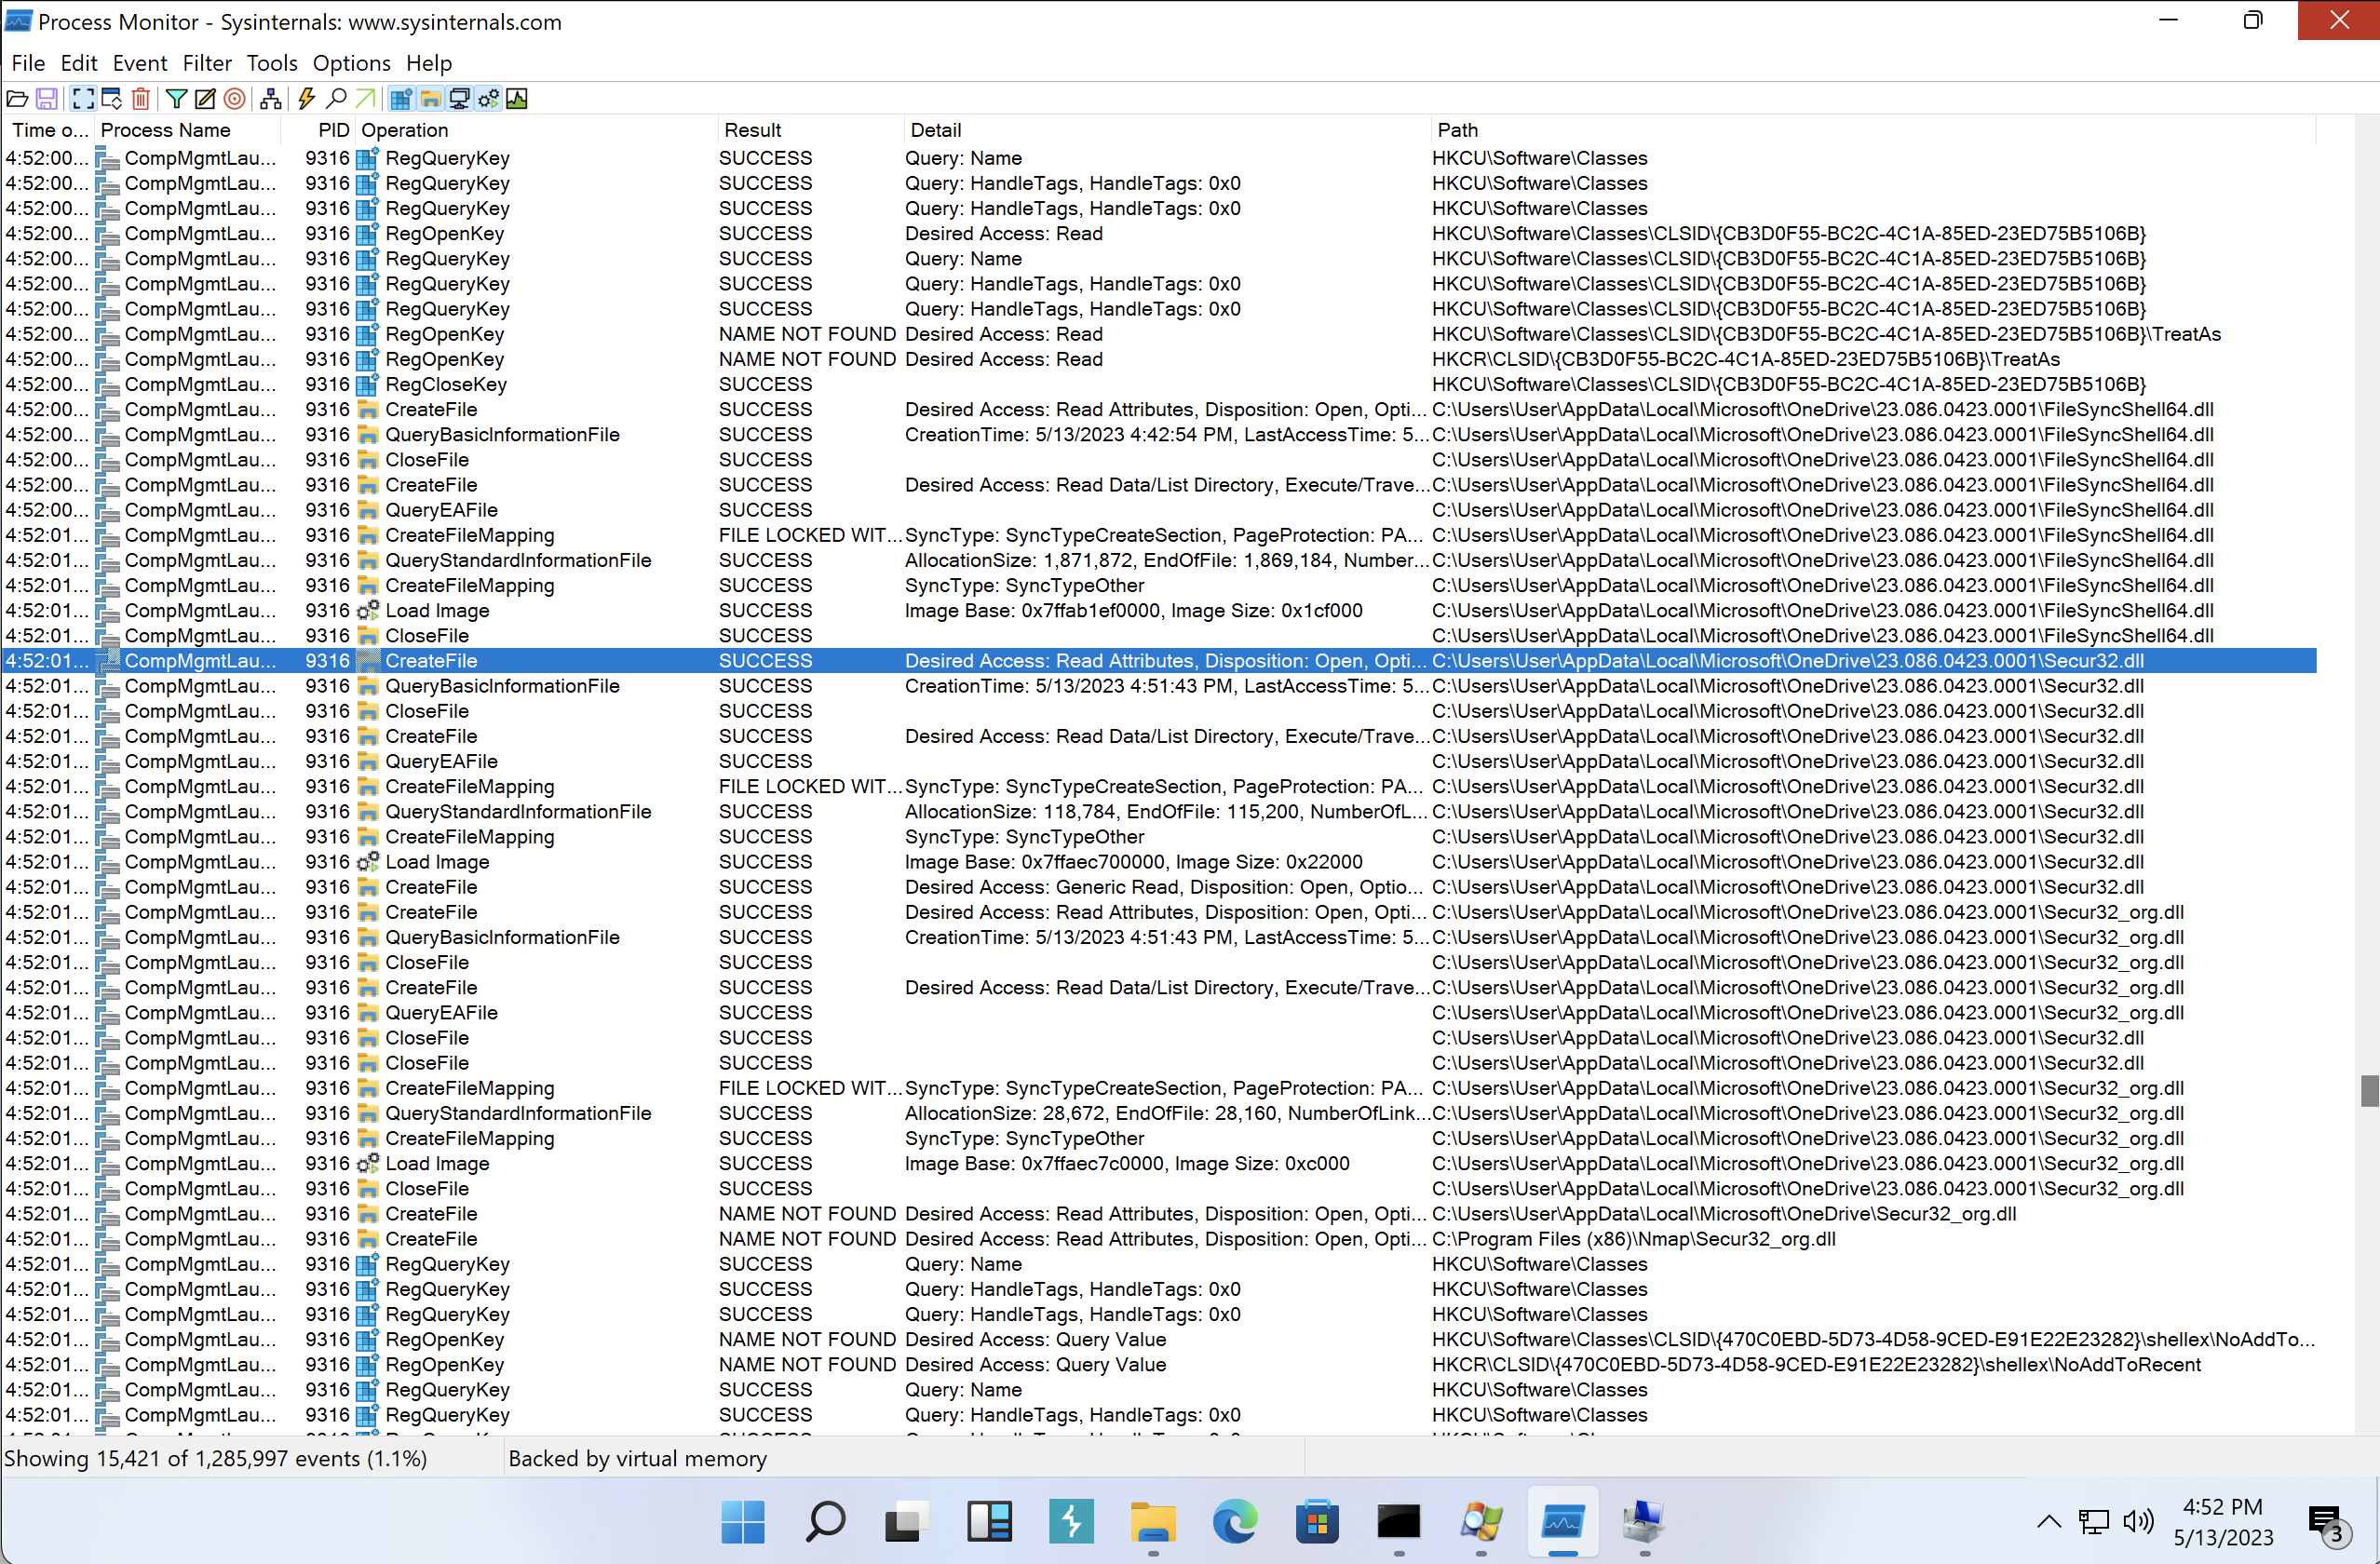 Process Monitor - Sysinternals: www.sysinternals.com
File Edit Event Filter Tools Options Help
Time o... Process Name PID Operation Result Detail Path
4:52:00... CompMgmtLau... 9316 RegQueryKey SUCCESS Query: Name HKCU\Software\Classes
4:52:00... CompMgmtLau... 9316 RegQueryKey SUCCESS Query: HandleTags, HandleTags: 0x0 HKCU\Software\Classes
4:52:00... CompMgmtLau... 9316 RegQueryKey SUCCESS Query: HandleTags, HandleTags: 0x0 HKCU\Software\Classes
4:52:00... CompMgmtLau... 9316 RegOpenKey SUCCESS Desired Access: Read HKCU\Software\Classes\CLSID\{CB3D0F55-BC2C-4C1A-85ED-23ED75B5106B}
4:52:00... CompMgmtLau... 9316 RegQueryKey SUCCESS Query: Name HKCU\Software\Classes\CLSID\{CB3D0F55-BC2C-4C1A-85ED-23ED75B5106B}
4:52:00... CompMgmtLau... 9316 RegQueryKey SUCCESS Query: HandleTags, HandleTags: 0x0 HKCU\Software\Classes\CLSID\{CB3D0F55-BC2C-4C1A-85ED-23ED75B5106B}
4:52:00... CompMgmtLau... 9316 RegQueryKey SUCCESS Query: HandleTags, HandleTags: 0x0 HKCU\Software\Classes\CLSID\{CB3D0F55-BC2C-4C1A-85ED-23ED75B5106B}
4:52:00... CompMgmtLau... 9316 RegOpenKey NAME NOT FOUND Desired Access: Read HKCU\Software\Classes\CLSID\{CB3D0F55-BC2C-4C1A-85ED-23ED75B5106B}\TreatAs
4:52:00... CompMgmtLau... 9316 RegOpenKey NAME NOT FOUND Desired Access: Read HKCR\CLSID\{CB3D0F55-BC2C-4C1A-85ED-23ED75B5106B}\TreatAs
4:52:00... CompMgmtLau... 9316 RegCloseKey SUCCESS HKCU\Software\Classes\CLSID\{CB3D0F55-BC2C-4C1A-85ED-23ED75B5106B}
4:52:00... CompMgmtLau... 9316 CreateFile SUCCESS Desired Access: Read Attributes, Disposition: Open, Opti... C:\Users\User\AppData\Local\Microsoft\OneDrive\23.086.0423.0001\FileSyncShell64.dll
4:52:00... CompMgmtLau... 9316 QueryBasicInformationFile SUCCESS CreationTime: 5/13/2023 4:42:54 PM, LastAccessTime: 5... C:\Users\User\AppData\Local\Microsoft\OneDrive\23.086.0423.0001\FileSyncShell64.dll
4:52:00... CompMgmtLau... 9316 CloseFile SUCCESS C:\Users\User\AppData\Local\Microsoft\OneDrive\23.086.0423.0001\FileSyncShell64.dll
4:52:00... CompMgmtLau... 9316 CreateFile SUCCESS Desired Access: Read Data/List Directory, Execute/Trave... C:\Users\User\AppData\Local\Microsoft\OneDrive\23.086.0423.0001\FileSyncShell64.dll
4:52:00... CompMgmtLau... 9316 QueryEAFile SUCCESS C:\Users\User\AppData\Local\Microsoft\OneDrive\23.086.0423.0001\FileSyncShell64.dll
4:52:01... CompMgmtLau... 9316 CreateFileMapping FILE LOCKED WIT... SyncType: SyncTypeCreateSection, PageProtection: PA... C:\Users\User\AppData\Local\Microsoft\OneDrive\23.086.0423.0001\FileSyncShell64.dll
4:52:01... CompMgmtLau... 9316 QueryStandardInformationFile SUCCESS AllocationSize: 1,871,872, EndOfFile: 1,869,184, Number... C:\Users\User\AppData\Local\Microsoft\OneDrive\23.086.0423.0001\FileSyncShell64.dll
4:52:01... CompMgmtLau... 9316 CreateFileMapping SUCCESS SyncType: SyncTypeOther C:\Users\User\AppData\Local\Microsoft\OneDrive\23.086.0423.0001\FileSyncShell64.dll
4:52:01... CompMgmtLau... 9316 Load Image SUCCESS Image Base: 0x7ffab1ef0000, Image Size: 0x1cf000 C:\Users\User\AppData\Local\Microsoft\OneDrive\23.086.0423.0001\FileSyncShell64.dll
4:52:01... CompMgmtLau... 9316 CloseFile SUCCESS C:\Users\User\AppData\Local\Microsoft\OneDrive\23.086.0423.0001\FileSyncShell64.dll
4:52:01... CompMgmtLau... 9316 CreateFile SUCCESS Desired Access: Read Attributes, Disposition: Open, Opti... C:\Users\User\AppData\Local\Microsoft\OneDrive\23.086.0423.0001\Secur32.dll
4:52:01... CompMgmtLau... 9316 QueryBasicInformationFile SUCCESS CreationTime: 5/13/2023 4:51:43 PM, LastAccessTime: 5... C:\Users\User\AppData\Local\Microsoft\OneDrive\23.086.0423.0001\Secur32.dll
4:52:01... CompMgmtLau... 9316 CloseFile SUCCESS C:\Users\User\AppData\Local\Microsoft\OneDrive\23.086.0423.0001\Secur32.dll
4:52:01... CompMgmtLau... 9316 CreateFile SUCCESS Desired Access: Read Data/List Directory, Execute/Trave... C:\Users\User\AppData\Local\Microsoft\OneDrive\23.086.0423.0001\Secur32.dll
4:52:01... CompMgmtLau... 9316 QueryEAFile SUCCESS C:\Users\User\AppData\Local\Microsoft\OneDrive\23.086.0423.0001\Secur32.dll
4:52:01... CompMgmtLau... 9316 CreateFileMapping FILE LOCKED WIT... SyncType: SyncTypeCreateSection, PageProtection: PA... C:\Users\User\AppData\Local\Microsoft\OneDrive\23.086.0423.0001\Secur32.dll
4:52:01... CompMgmtLau... 9316 QueryStandardInformationFile SUCCESS AllocationSize: 118,784, EndOfFile: 115,200, NumberOfL... C:\Users\User\AppData\Local\Microsoft\OneDrive\23.086.0423.0001\Secur32.dll
4:52:01... CompMgmtLau... 9316 CreateFileMapping SUCCESS SyncType: SyncTypeOther C:\Users\User\AppData\Local\Microsoft\OneDrive\23.086.0423.0001\Secur32.dll
4:52:01... CompMgmtLau... 9316 Load Image SUCCESS Image Base: 0x7ffaec700000, Image Size: 0x22000 C:\Users\User\AppData\Local\Microsoft\OneDrive\23.086.0423.0001\Secur32.dll
4:52:01... CompMgmtLau... 9316 CreateFile SUCCESS Desired Access: Generic Read, Disposition: Open, Optio... C:\Users\User\AppData\Local\Microsoft\OneDrive\23.086.0423.0001\Secur32.dll
4:52:01... CompMgmtLau... 9316 CreateFile SUCCESS Desired Access: Read Attributes, Disposition: Open, Opti... C:\Users\User\AppData\Local\Microsoft\OneDrive\23.086.0423.0001\Secur32_org.dll
4:52:01... CompMgmtLau... 9316 QueryBasicInformationFile SUCCESS CreationTime: 5/13/2023 4:51:43 PM, LastAccessTime: 5... C:\Users\User\AppData\Local\Microsoft\OneDrive\23.086.0423.0001\Secur32_org.dll
4:52:01... CompMgmtLau... 9316 CloseFile SUCCESS C:\Users\User\AppData\Local\Microsoft\OneDrive\23.086.0423.0001\Secur32_org.dll
4:52:01... CompMgmtLau... 9316 CreateFile SUCCESS Desired Access: Read Data/List Directory, Execute/Trave... C:\Users\User\AppData\Local\Microsoft\OneDrive\23.086.0423.0001\Secur32_org.dll
4:52:01... CompMgmtLau... 9316 QueryEAFile SUCCESS C:\Users\User\AppData\Local\Microsoft\OneDrive\23.086.0423.0001\Secur32_org.dll
4:52:01... CompMgmtLau... 9316 CloseFile SUCCESS C:\Users\User\AppData\Local\Microsoft\OneDrive\23.086.0423.0001\Secur32.dll
4:52:01... CompMgmtLau... 9316 CloseFile SUCCESS C:\Users\User\AppData\Local\Microsoft\OneDrive\23.086.0423.0001\Secur32.dll
4:52:01... CompMgmtLau... 9316 CreateFileMapping FILE LOCKED WIT... SyncType: SyncTypeCreateSection, PageProtection: PA... C:\Users\User\AppData\Local\Microsoft\OneDrive\23.086.0423.0001\Secur32_org.dll
4:52:01... CompMgmtLau... 9316 QueryStandardInformationFile SUCCESS AllocationSize: 28,672, EndOfFile: 28,160, NumberOfLink... C:\Users\User\AppData\Local\Microsoft\OneDrive\23.086.0423.0001\Secur32_org.dll
4:52:01... CompMgmtLau... 9316 CreateFileMapping SUCCESS SyncType: SyncTypeOther C:\Users\User\AppData\Local\Microsoft\OneDrive\23.086.0423.0001\Secur32_org.dll
4:52:01... CompMgmtLau... 9316 Load Image SUCCESS Image Base: 0x7ffaec7c0000, Image Size: 0xc000 C:\Users\User\AppData\Local\Microsoft\OneDrive\23.086.0423.0001\Secur32_org.dll
4:52:01... CompMgmtLau... 9316 CloseFile SUCCESS C:\Users\User\AppData\Local\Microsoft\OneDrive\23.086.0423.0001\Secur32_org.dll
4:52:01... CompMgmtLau... 9316 CreateFile NAME NOT FOUND Desired Access: Read Attributes, Disposition: Open, Opti... C:\Users\User\AppData\Local\Microsoft\OneDrive\Secur32_org.dll
4:52:01... CompMgmtLau... 9316 CreateFile NAME NOT FOUND Desired Access: Read Attributes, Disposition: Open, Opti... C:\Program Files (x86)\Nmap\Secur32_org.dll
4:52:01... CompMgmtLau... 9316 RegQueryKey SUCCESS Query: Name HKCU\Software\Classes
4:52:01... CompMgmtLau... 9316 RegQueryKey SUCCESS Query: HandleTags, HandleTags: 0x0 HKCU\Software\Classes
4:52:01... CompMgmtLau... 9316 RegQueryKey SUCCESS Query: HandleTags, HandleTags: 0x0 HKCU\Software\Classes
4:52:01... CompMgmtLau... 9316 RegOpenKey NAME NOT FOUND Desired Access: Query Value HKCU\Software\Classes\CLSID\{470C0EBD-5D73-4D58-9CED-E91E22E23282}\shellex\NoAddTo...
4:52:01... CompMgmtLau... 9316 RegOpenKey NAME NOT FOUND Desired Access: Query Value HKCR\CLSID\{470C0EBD-5D73-4D58-9CED-E91E22E23282}\shellex\NoAddToRecent
4:52:01... CompMgmtLau... 9316 RegQueryKey SUCCESS Query: Name HKCU\Software\Classes
4:52:01... CompMgmtLau... 9316 RegQueryKey SUCCESS Query: HandleTags, HandleTags: 0x0 HKCU\Software\Classes
Showing 15,421 of 1,285,997 events (1.1%) Backed by virtual memory
4:52 PM
5/13/2023
3